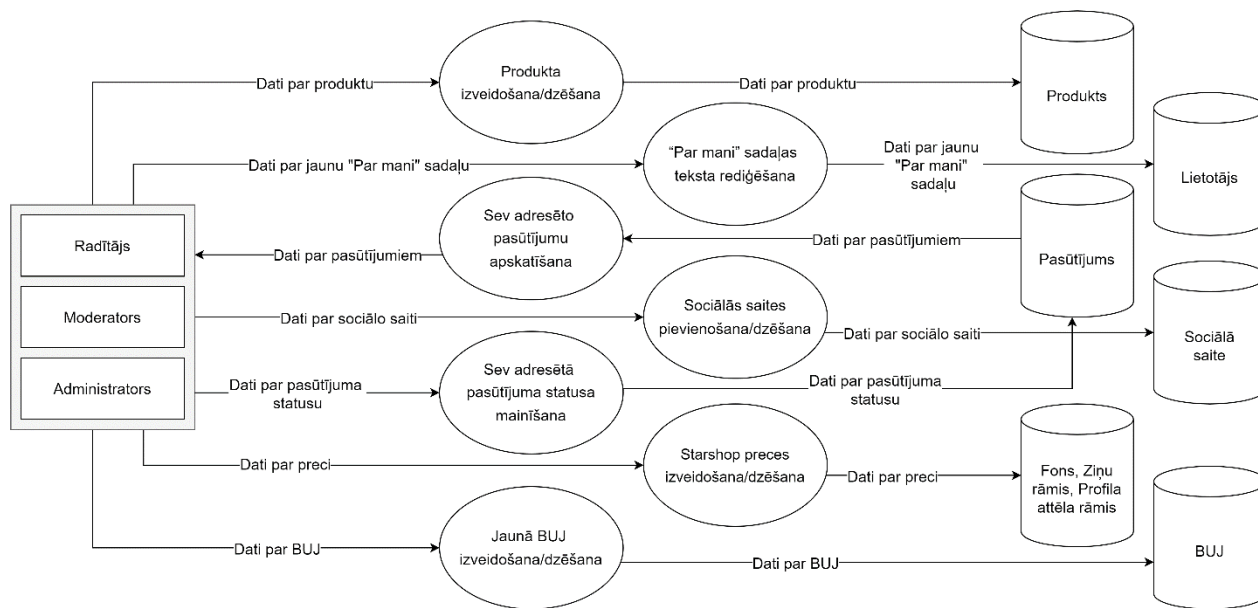 Dati par produktu
Produkta
izveidošana/dzēšana
Dati par produktu
Produkts
Dati par jaunu "Par mani" sadaļu
“Par mani” sadaļas
teksta rediģēšana
Dati par jaunu
"Par mani"
sadaļu
Lietotājs
Radītājs
Moderators
Administrators
Dati par pasūtījumiem
Sev adresēto
pasūtījumu
apskatīšana
Dati par pasūtījumiem
Pasūtījums
Dati par sociālo saiti
Sociālās saites
pievienošana/dzēšana
Dati par sociālo saiti
Sociālā
saite
Dati par pasūtījuma
statusu
Sev adresētā
pasūtījuma statusa
mainīšana
Dati par pasūtījuma
statusu
Dati par preci
Starshop preces
izveidošana/dzēšana
Dati par preci
Fons, Ziņu
rāmis, Profila
attēla rāmis
Dati par BUJ
Jaunā BUJ
izveidošana/dzēšana
Dati par BUJ
BUJ